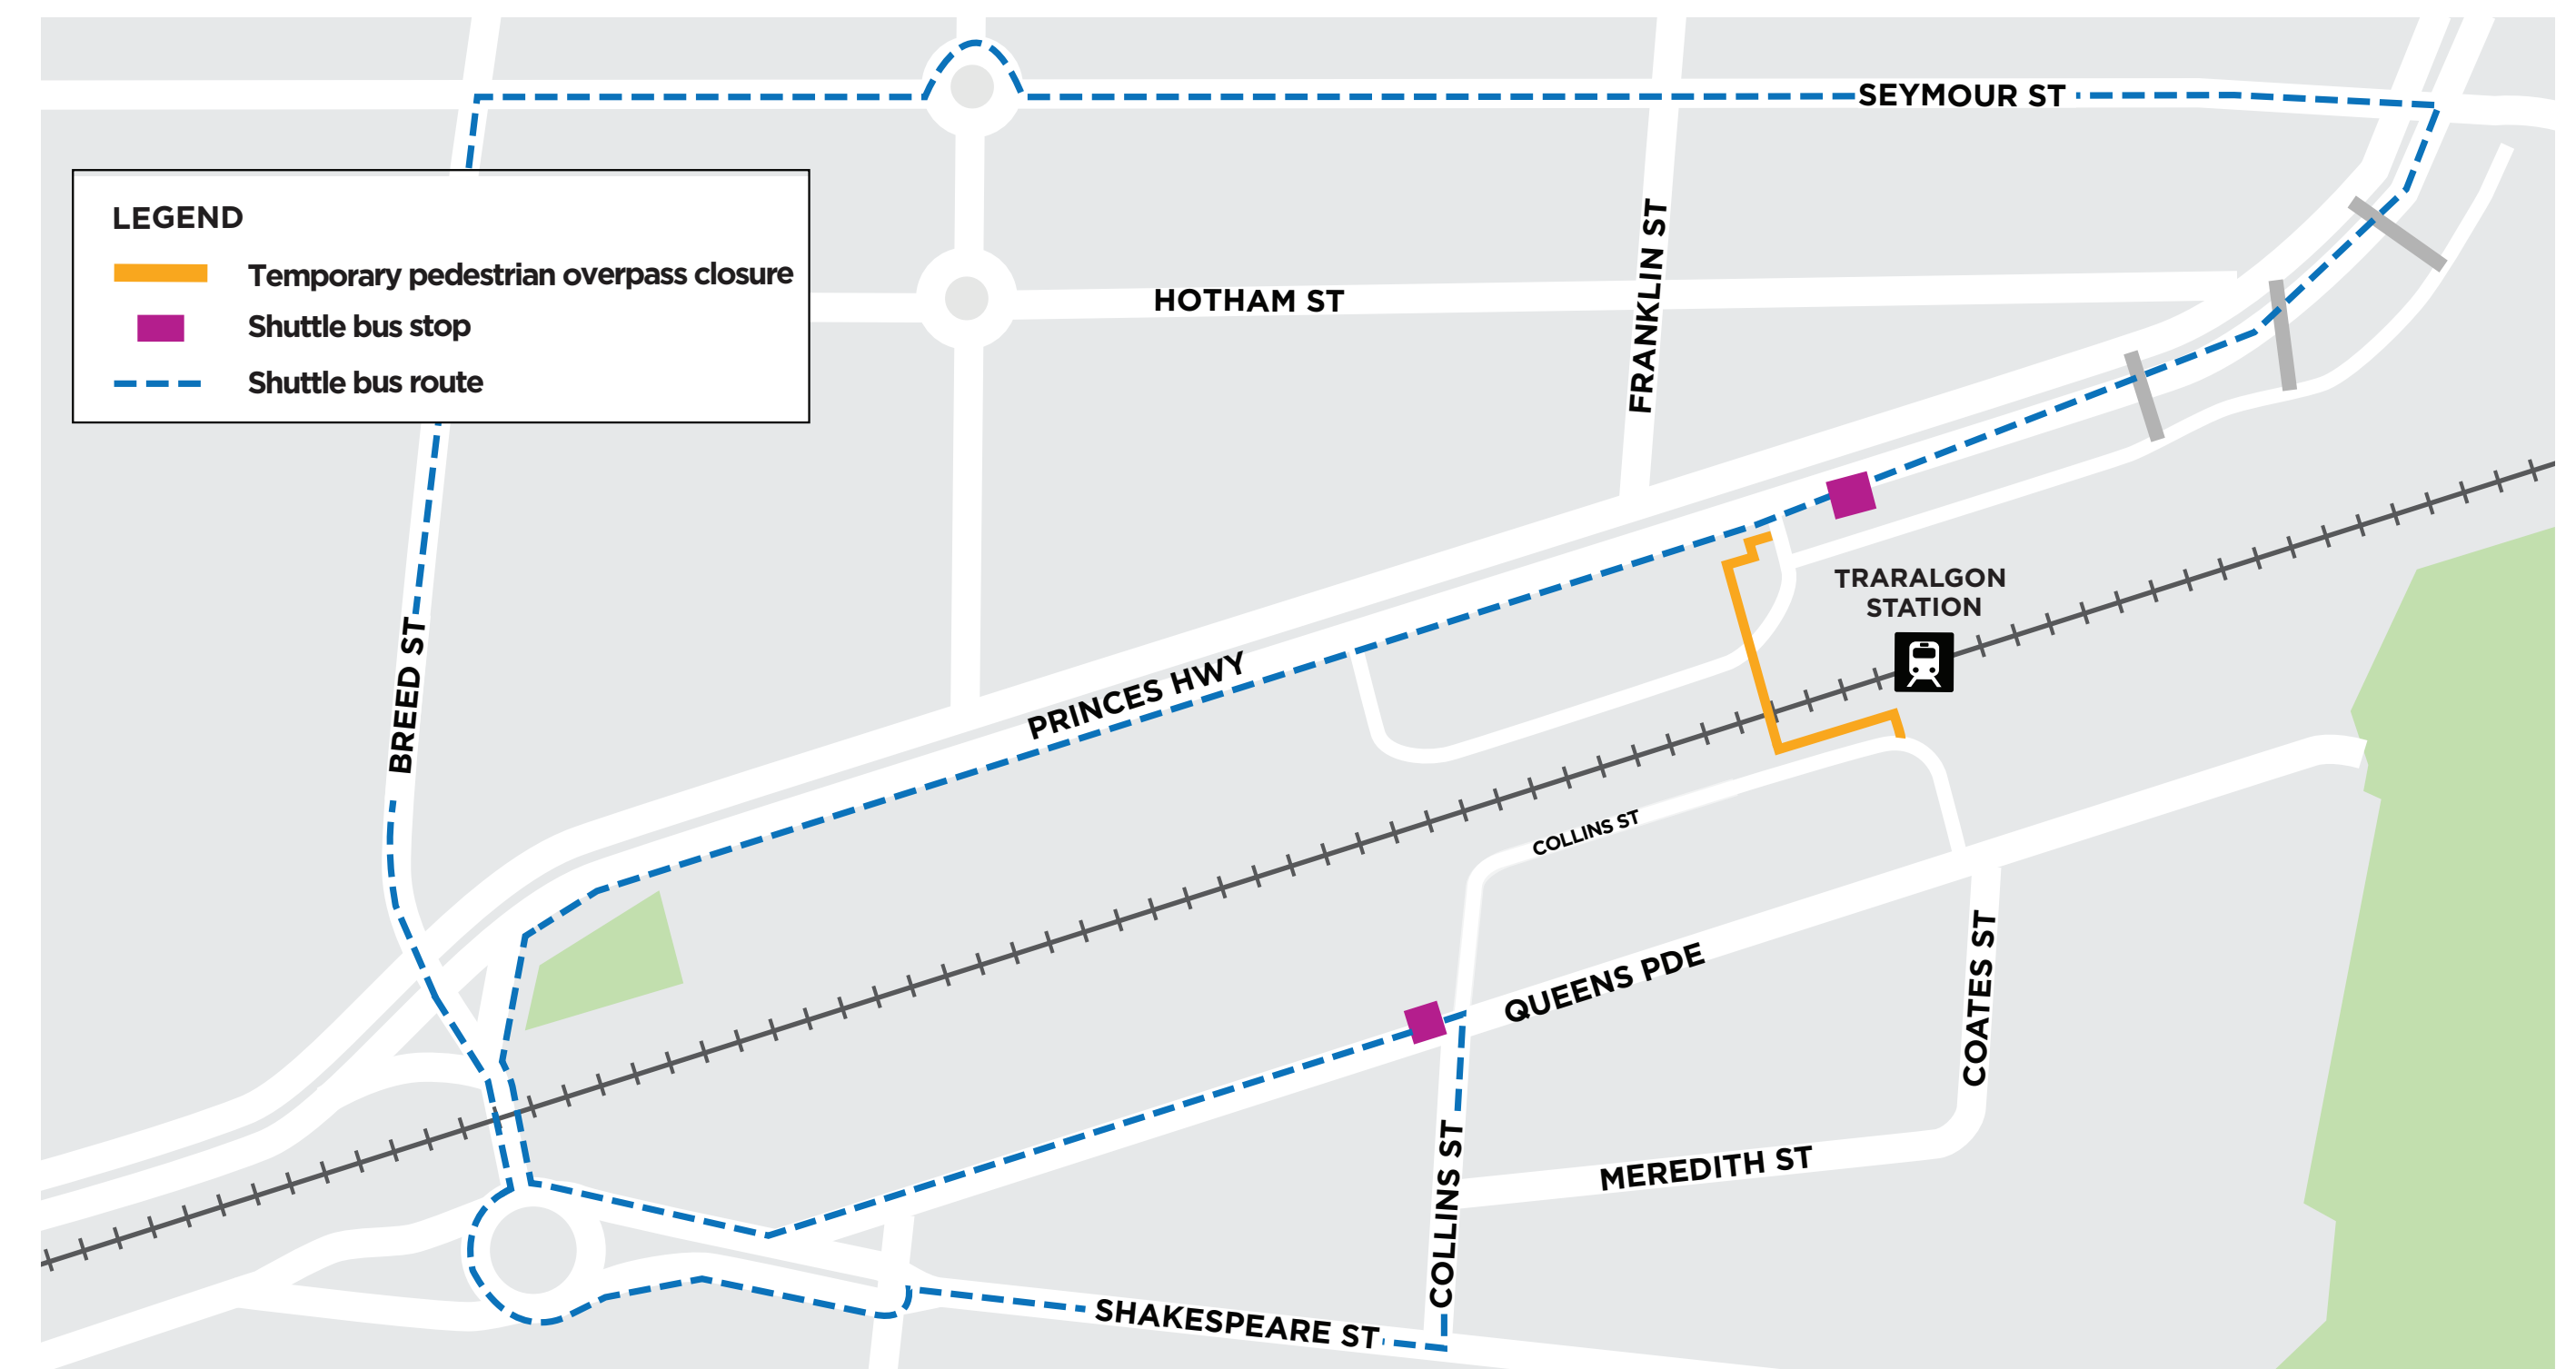 SEYMOUR ST
LEGEND
Temporary pedestrian overpass closure
Shuttle bus stop
Shuttle bus route
HOTHAM ST
FRANKLIN ST
TRARALGON
STATION
BREED ST
PRINCES HWY
COLLINS ST
QUEENS PDE
COATES ST
MEREDITH ST
COLLINS ST
SHAKESPEARE ST